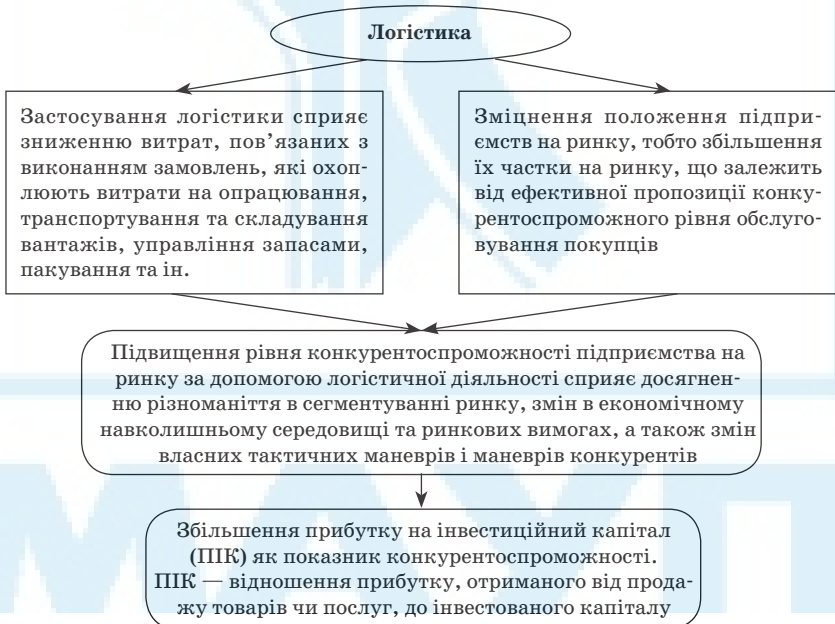 Логістика
Застосування логістики сприяє
зниженню витрат, пов’язаних з
виконанням замовлень, які охоп-
люють витрати на опрацювання,
транспортування та складування
вантажів, управління запасами,
пакування та ін.
Зміцнення положення підпри-
ємств на ринку, тобто збільшення
їх частки на ринку, що залежить
від ефективної пропозиції конку-
рентоспроможного рівня обслуго-
вування покупців
Підвищення рівня конкурентоспроможності підприємства на
ринку за допомогою логістичної діяльності сприяє досягнен-
ню різноманіття в сегментуванні ринку, змін в економічному
навколишньому середовищі та ринкових вимогах, а також змін
власних тактичних маневрів і маневрів конкурентів
Збільшення прибутку на інвестиційний капітал
(ПІК) як показник конкурентоспроможності.
ПІК — відношення прибутку, отриманого від прода-
жу товарів чи послуг, до інвестованого капіталу
МАУП